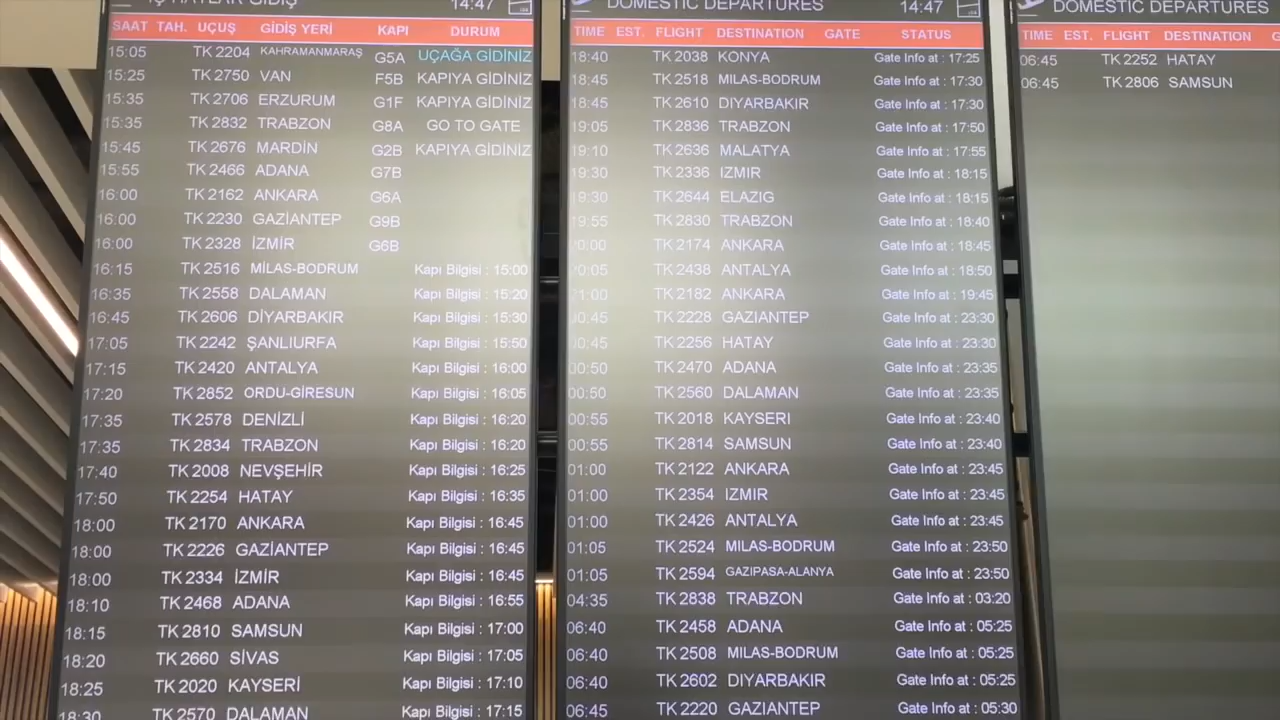 İÇ HATLAR GİDİŞ 14:47
SAAT TAH. UÇUŞ GİDİŞ YERİ KAPI DURUM
15:05 TK 2204 KAHRAMANMARAŞ G5A UÇAĞA GİDİNİZ
15:25 TK 2750 VAN F5B KAPIYA GİDİNİZ
15:35 TK 2706 ERZURUM G1F KAPIYA GİDİNİZ
15:35 TK 2832 TRABZON G8A GO TO GATE
15:45 TK 2676 MARDİN G2B KAPIYA GİDİNİZ
15:55 TK 2466 ADANA G7B
16:00 TK 2162 ANKARA G6A
16:00 TK 2230 GAZİANTEP G9B
16:00 TK 2328 İZMİR G6B
16:15 TK 2516 MİLAS-BODRUM Kapı Bilgisi : 15:00
16:35 TK 2558 DALAMAN Kapı Bilgisi : 15:20
16:45 TK 2606 DİYARBAKIR Kapı Bilgisi : 15:30
17:05 TK 2242 ŞANLIURFA Kapı Bilgisi : 15:50
17:15 TK 2420 ANTALYA Kapı Bilgisi : 16:00
17:20 TK 2852 ORDU-GİRESUN Kapı Bilgisi : 16:05
17:35 TK 2578 DENİZLİ Kapı Bilgisi : 16:20
17:35 TK 2834 TRABZON Kapı Bilgisi : 16:20
17:40 TK 2008 NEVŞEHİR Kapı Bilgisi : 16:25
17:50 TK 2254 HATAY Kapı Bilgisi : 16:35
18:00 TK 2170 ANKARA Kapı Bilgisi : 16:45
18:00 TK 2226 GAZİANTEP Kapı Bilgisi : 16:45
18:00 TK 2334 İZMİR Kapı Bilgisi : 16:45
18:10 TK 2468 ADANA Kapı Bilgisi : 16:55
18:15 TK 2810 SAMSUN Kapı Bilgisi : 17:00
18:20 TK 2660 SİVAS Kapı Bilgisi : 17:05
18:25 TK 2020 KAYSERİ Kapı Bilgisi : 17:10
18:30 TK 2570 DALAMAN Kapı Bilgisi : 17:15
DOMESTIC DEPARTURES 14:47
TIME EST. FLIGHT DESTINATION GATE STATUS
18:40 TK 2038 KONYA Gate Info at : 17:25
18:45 TK 2518 MILAS-BODRUM Gate Info at : 17:30
18:45 TK 2610 DIYARBAKIR Gate Info at : 17:30
19:05 TK 2836 TRABZON Gate Info at : 17:50
19:10 TK 2636 MALATYA Gate Info at : 17:55
19:30 TK 2336 IZMIR Gate Info at : 18:15
19:30 TK 2644 ELAZIG Gate Info at : 18:15
19:55 TK 2830 TRABZON Gate Info at : 18:40
20:00 TK 2174 ANKARA Gate Info at : 18:45
20:05 TK 2438 ANTALYA Gate Info at : 18:50
21:00 TK 2182 ANKARA Gate Info at : 19:45
00:45 TK 2228 GAZIANTEP Gate Info at : 23:30
00:45 TK 2256 HATAY Gate Info at : 23:30
00:50 TK 2470 ADANA Gate Info at : 23:35
00:50 TK 2560 DALAMAN Gate Info at : 23:35
00:55 TK 2018 KAYSERI Gate Info at : 23:40
00:55 TK 2814 SAMSUN Gate Info at : 23:40
01:00 TK 2122 ANKARA Gate Info at : 23:45
01:00 TK 2354 IZMIR Gate Info at : 23:45
01:00 TK 2426 ANTALYA Gate Info at : 23:45
01:05 TK 2524 MILAS-BODRUM Gate Info at : 23:50
01:05 TK 2594 GAZIPASA-ALANYA Gate Info at : 23:50
04:35 TK 2838 TRABZON Gate Info at : 03:20
06:40 TK 2458 ADANA Gate Info at : 05:25
06:40 TK 2508 MILAS-BODRUM Gate Info at : 05:25
06:40 TK 2602 DIYARBAKIR Gate Info at : 05:25
06:45 TK 2220 GAZIANTEP Gate Info at : 05:30
DOMESTIC DEPARTURES
TIME EST. FLIGHT DESTINATION G
06:45 TK 2252 HATAY
06:45 TK 2806 SAMSUN